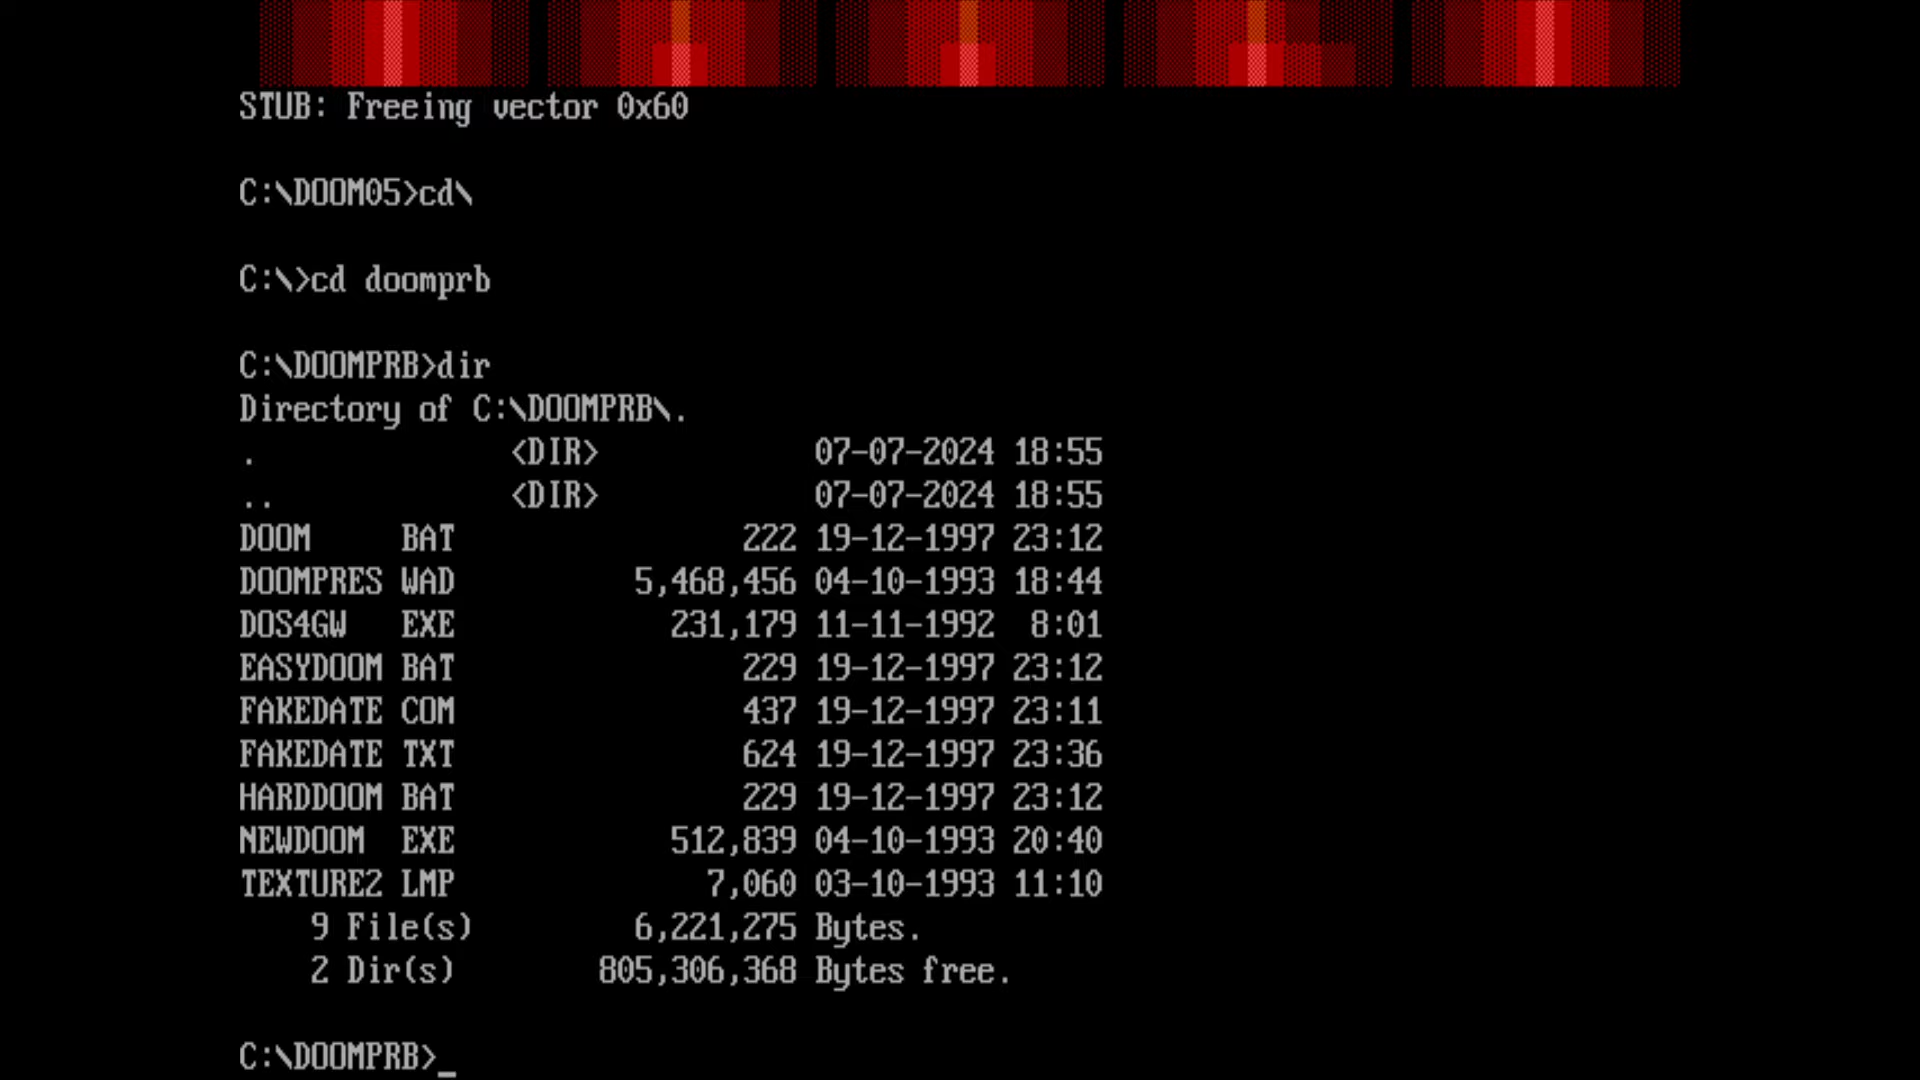 STUB: Freeing vector 0x60
C:\DOOM05>cd\
C:\>cd doomprb
C:\DOOMPRB>dir
Directory of C:\DOOMPRB\.
. <DIR> 07-07-2024 18:55
.. <DIR> 07-07-2024 18:55
DOOM BAT 222 19-12-1997 23:12
DOOMPRES WAD 5,468,456 04-10-1993 18:44
DOS4GW EXE 231,179 11-11-1992 8:01
EASYDOOM BAT 229 19-12-1997 23:12
FAKEDATE COM 437 19-12-1997 23:11
FAKEDATE TXT 624 19-12-1997 23:36
HARDDOOM BAT 229 19-12-1997 23:12
NEWDOOM EXE 512,839 04-10-1993 20:40
TEXTURE2 LMP 7,060 03-10-1993 11:10
9 File(s) 6,221,275 Bytes.
2 Dir(s) 805,306,368 Bytes free.
C:\DOOMPRB>_